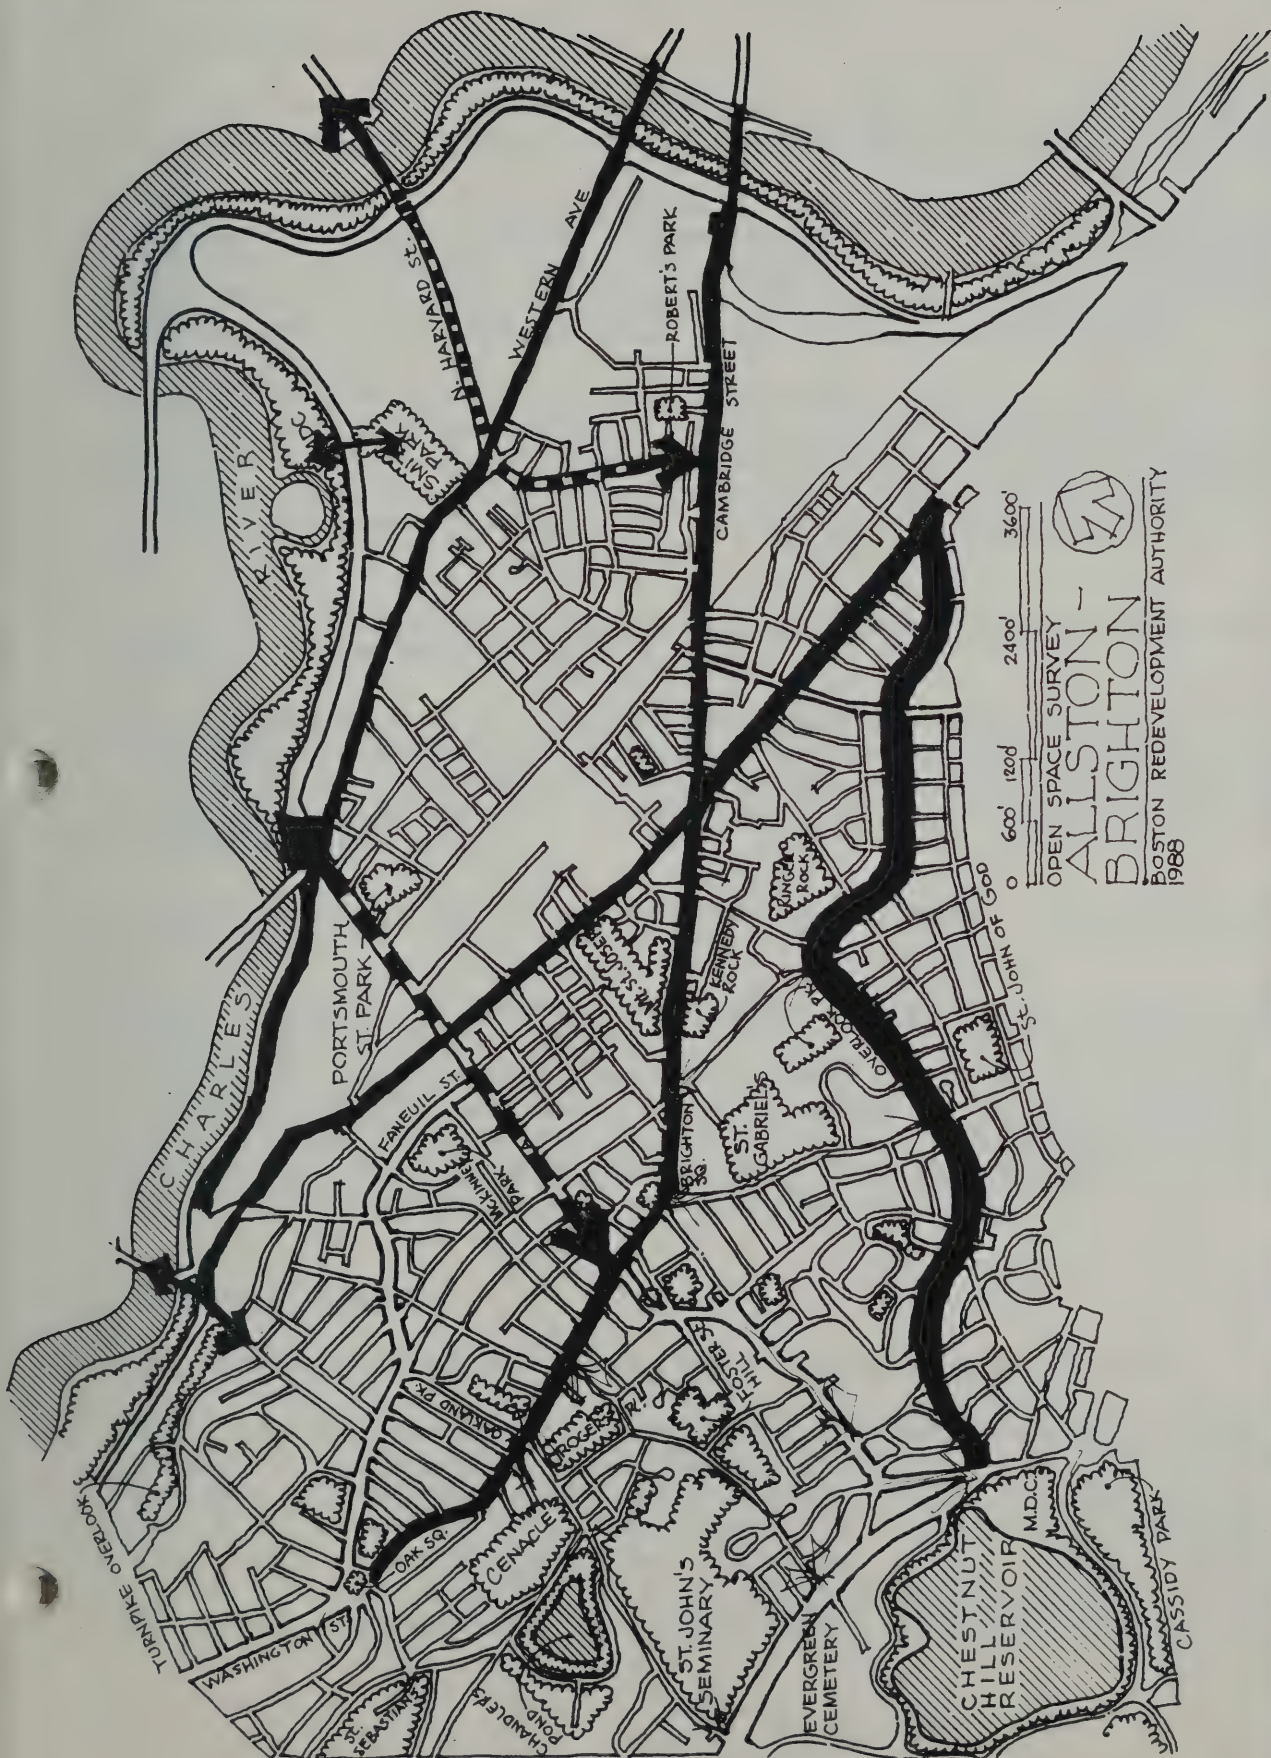 CHARLES
RIVER
MDC
SMITH
PARK
N. HARVARD St.
WESTERN AVE
ROBERT'S PARK
CAMBRIDGE STREET
PORTSMOUTH
ST. PARK
FANEUIL ST.
McKINNEY
PARK
MT. ST. JOSEPH
KENNEDY
ROCK
RINGER
ROCK
OVERLOOK PK.
BRIGHTON
SQ.
ST.
GABRIEL'S
St. JOHN OF GOD
TURNPIKE OVERLOOK
WASHINGTON ST.
OAKLAND PK.
OAK SQ.
ROGERS
PK.
FOSTER ST.
HILL
CENACLE
ST.
SEBASTIAN'S
CHANDLER'S
POND
ST. JOHN'S
SEMINARY
EVERGREEN
CEMETERY
CHESTNUT
HILL
RESERVOIR
M.D.C.
CASSIDY PARK
0 600' 1200' 2400' 3600'
OPEN SPACE SURVEY
ALLSTON-
BRIGHTON
BOSTON REDEVELOPMENT AUTHORITY
1988